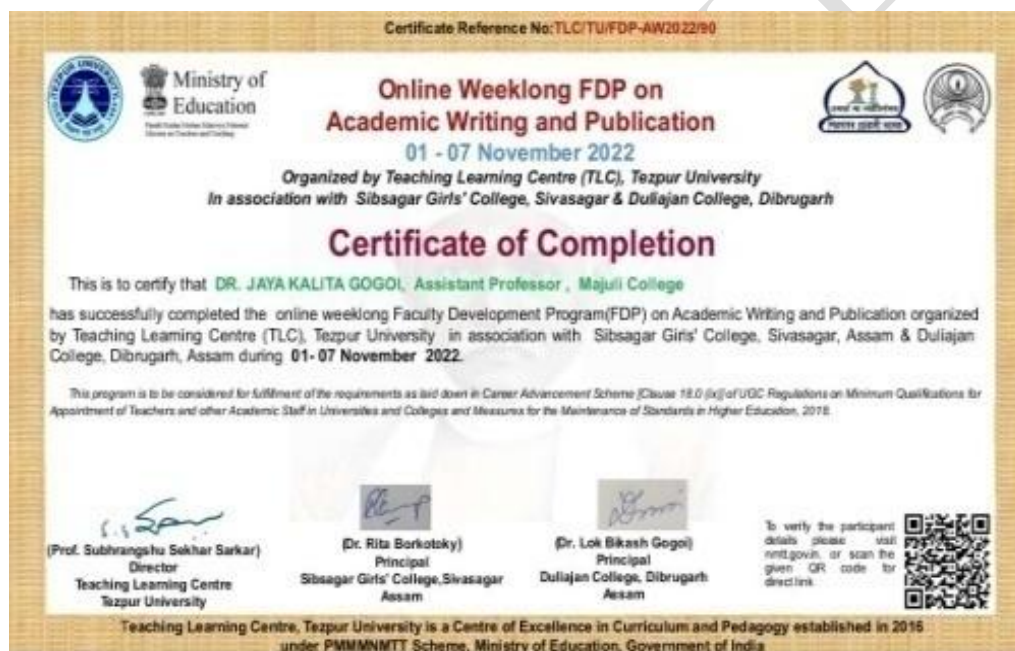 Certificate Reference No:TLC/TU/FDP-AW2022/90
TEZPUR UNIVERSITY
Ministry of
Education
Online Weeklong FDP on
Academic Writing and Publication
01 - 07 November 2022
Organized by Teaching Learning Centre (TLC), Tezpur University
In association with Sibsagar Girls' College, Sivasagar & Duliajan College, Dibrugarh
Certificate of Completion
This is to certify that DR. JAYA KALITA GOGOI, Assistant Professor , Majuli College
has successfully completed the online weeklong Faculty Development Program(FDP) on Academic Writing and Publication organized
by Teaching Learning Centre (TLC), Tezpur University in association with Sibsagar Girls' College, Sivasagar, Assam & Duliajan
College, Dibrugarh, Assam during 01- 07 November 2022.
This program is to be considered for fulfilment of the requirements as laid down in Career Advancement Scheme [Clause 18.0 (ix)] of UGC Regulations on Minimum Qualifications for
Appointment of Teachers and other Academic Staff in Universities and Colleges and Measures for the Maintenance of Standards in Higher Education, 2018.
(Prof. Subhrangshu Sekhar Sarkar)
Director
Teaching Learning Centre
Tezpur University
(Dr. Rita Borkotoky)
Principal
Sibsagar Girls' College,Sivasagar
Assam
(Dr. Lok Bikash Gogoi)
Principal
Duliajan College, Dibrugarh
Assam
To verify the participant
details please visit
nmtt.gov.in. or scan the
given QR code for
direct link
Teaching Learning Centre, Tezpur University is a Centre of Excellence in Curriculum and Pedagogy established in 2016
under PMMMNMTT Scheme, Ministry of Education, Government of India